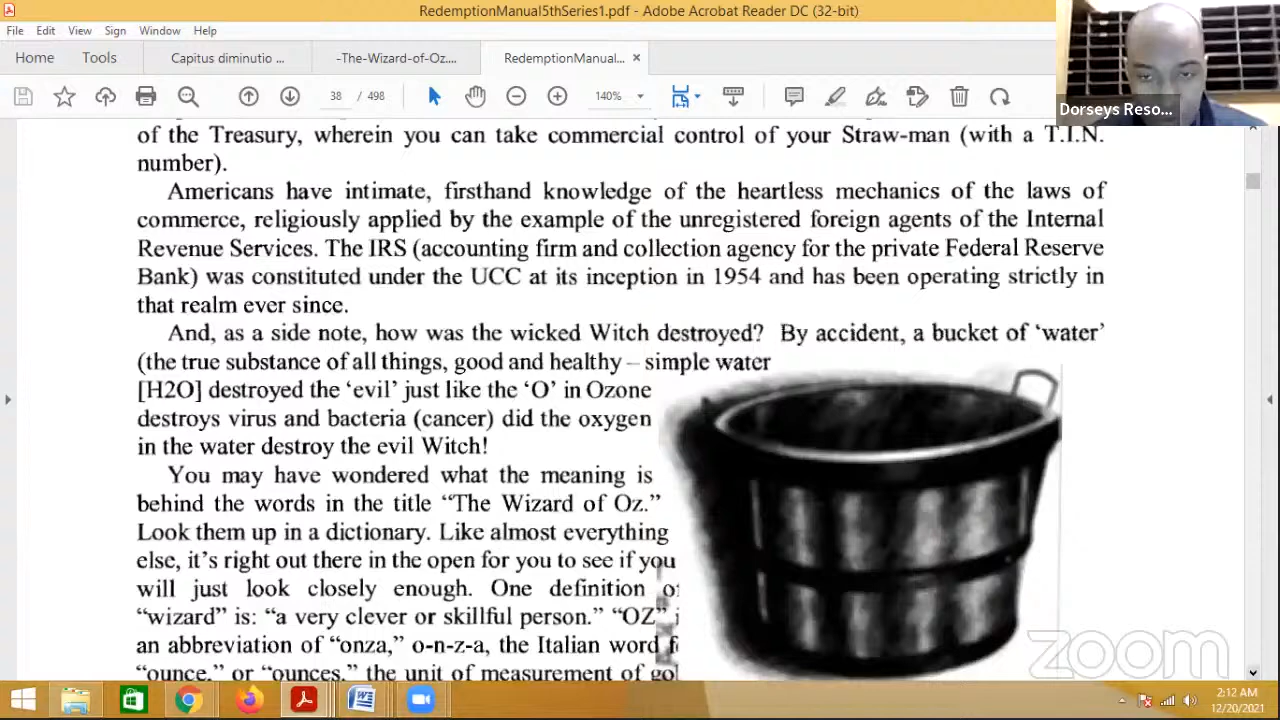 RedemptionManual5thSeries1.pdf - Adobe Acrobat Reader DC (32-bit)
File Edit View Sign Window Help
Home Tools Capitus diminutio ... -The-Wizard-of-Oz.... RedemptionManual... ×
38 / 498 140%
Dorseys Reso...
of the Treasury, wherein you can take commercial control of your Straw-man (with a T.I.N.
number).
Americans have intimate, firsthand knowledge of the heartless mechanics of the laws of
commerce, religiously applied by the example of the unregistered foreign agents of the Internal
Revenue Services. The IRS (accounting firm and collection agency for the private Federal Reserve
Bank) was constituted under the UCC at its inception in 1954 and has been operating strictly in
that realm ever since.
And, as a side note, how was the wicked Witch destroyed? By accident, a bucket of ‘water’
(the true substance of all things, good and healthy – simple water
[H2O] destroyed the ‘evil’ just like the ‘O’ in Ozone
destroys virus and bacteria (cancer) did the oxygen
in the water destroy the evil Witch!
You may have wondered what the meaning is
behind the words in the title “The Wizard of Oz.”
Look them up in a dictionary. Like almost everything
else, it’s right out there in the open for you to see if you
will just look closely enough. One definition
“wizard” is: “a very clever or skillful person.” “OZ”
an abbreviation of “onza,” o-n-z-a, the Italian word
“ounce,” or “ounces,” the unit of measurement of
zoom
2:12 AM
12/20/2021